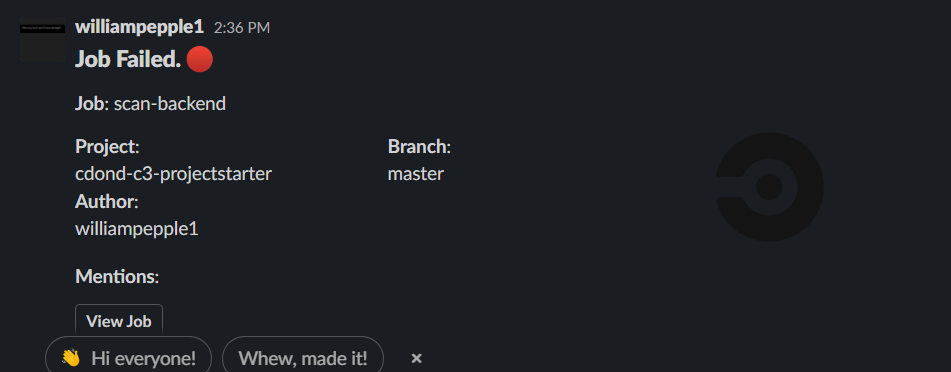 williampepple1 2:36 PM
Job Failed.
Job: scan-backend
Project:
cdond-c3-projectstarter
Branch:
master
Author:
williampepple1
Mentions:
View Job
Hi everyone!
Whew, made it!